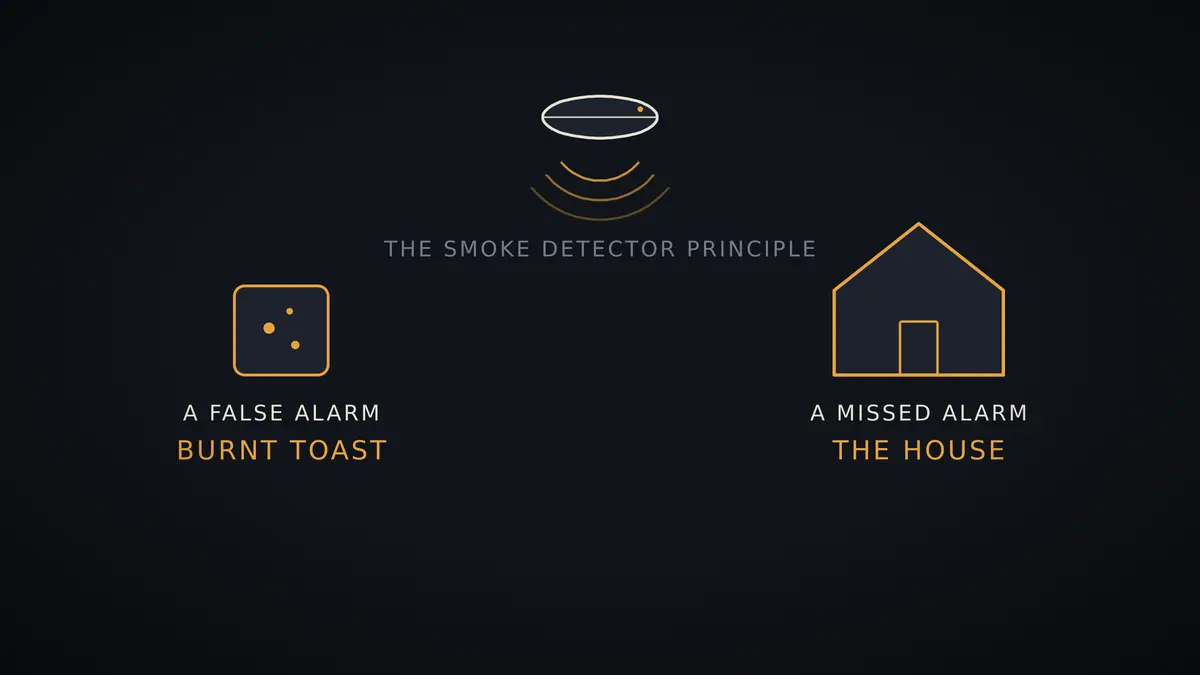 THE SMOKE DETECTOR PRINCIPLE
A FALSE ALARM
BURNT TOAST
A MISSED ALARM
THE HOUSE